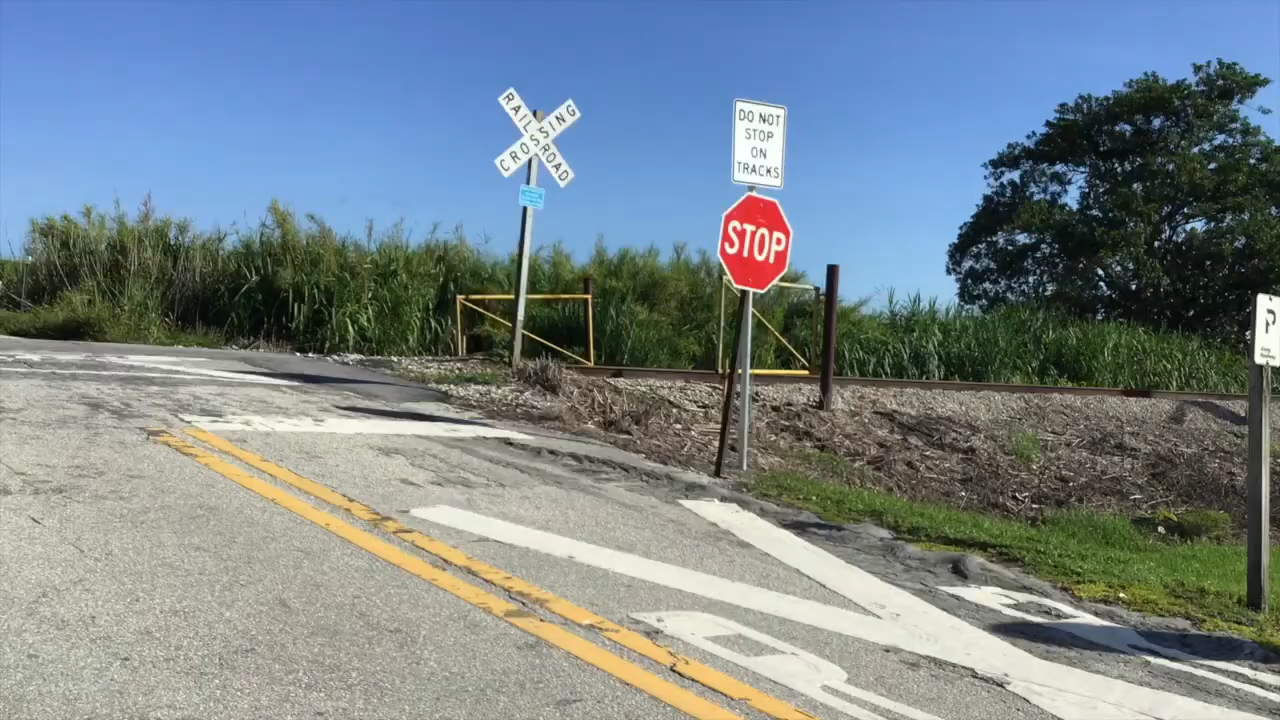 RAILROAD
CROSSING
DO NOT
STOP
ON
TRACKS
STOP
P
R
R